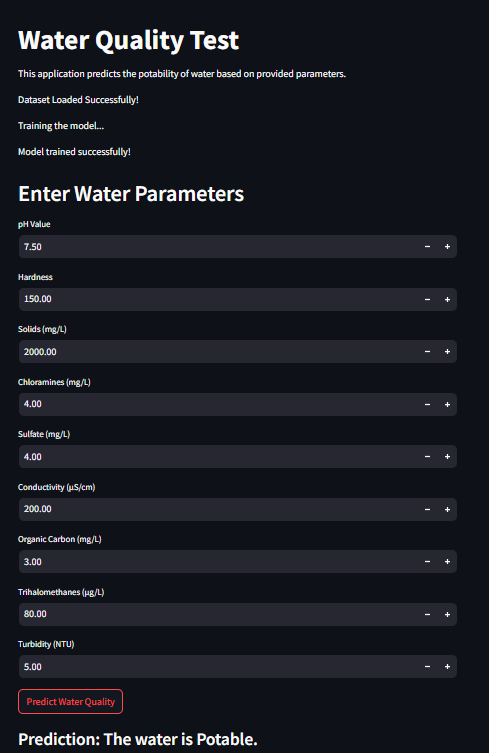 Water Quality Test
This application predicts the potability of water based on provided parameters.
Dataset Loaded Successfully!
Training the model...
Model trained successfully!
Enter Water Parameters
pH Value
7.50 − +
Hardness
150.00 − +
Solids (mg/L)
2000.00 − +
Chloramines (mg/L)
4.00 − +
Sulfate (mg/L)
4.00 − +
Conductivity (μS/cm)
200.00 − +
Organic Carbon (mg/L)
3.00 − +
Trihalomethanes (μg/L)
80.00 − +
Turbidity (NTU)
5.00 − +
Predict Water Quality
Prediction: The water is Potable.